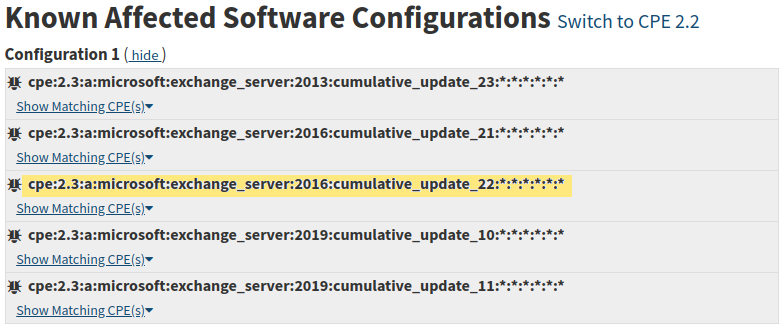 Known Affected Software Configurations Switch to CPE 2.2
Configuration 1 ( hide )
cpe:2.3:a:microsoft:exchange_server:2013:cumulative_update_23:*:*:*:*:*:*
Show Matching CPE(s)
cpe:2.3:a:microsoft:exchange_server:2016:cumulative_update_21:*:*:*:*:*:*
Show Matching CPE(s)
cpe:2.3:a:microsoft:exchange_server:2016:cumulative_update_22:*:*:*:*:*:*
Show Matching CPE(s)
cpe:2.3:a:microsoft:exchange_server:2019:cumulative_update_10:*:*:*:*:*:*
Show Matching CPE(s)
cpe:2.3:a:microsoft:exchange_server:2019:cumulative_update_11:*:*:*:*:*:*
Show Matching CPE(s)